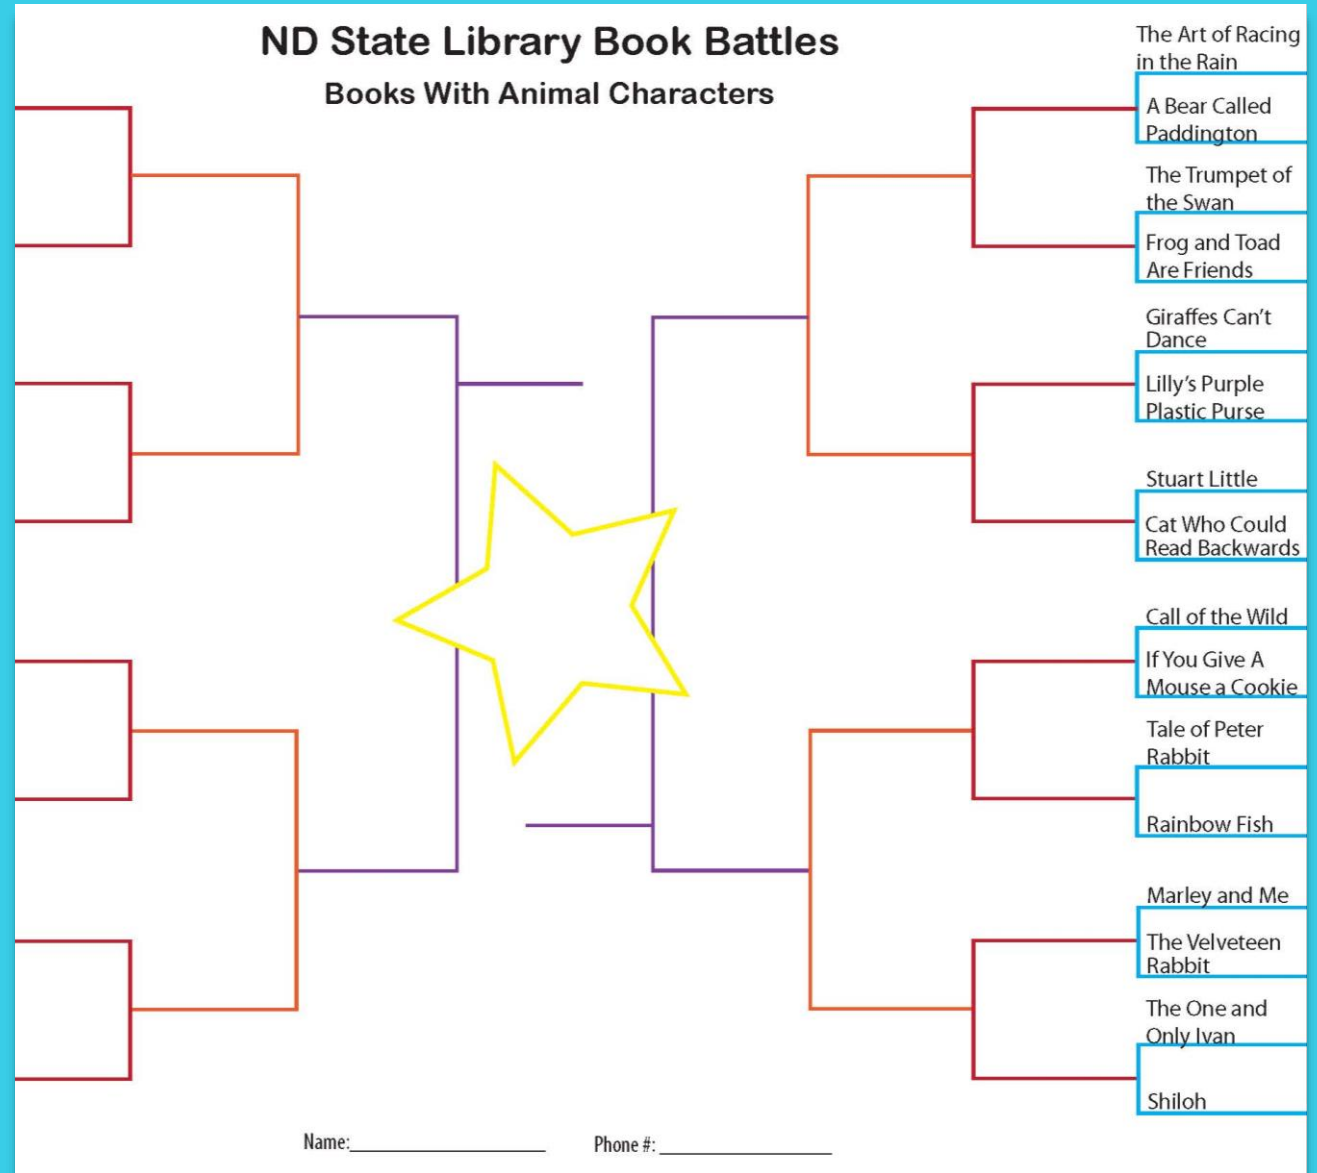 ND State Library Book Battles
Books With Animal Characters
The Art of Racing
in the Rain
A Bear Called
Paddington
The Trumpet of
the Swan
Frog and Toad
Are Friends
Giraffes Can't
Dance
Lilly's Purple
Plastic Purse
Stuart Little
Cat Who Could
Read Backwards
Call of the Wild
If You Give A
Mouse a Cookie
Tale of Peter
Rabbit
Rainbow Fish
Marley and Me
The Velveteen
Rabbit
The One and
Only Ivan
Shiloh
Name:____________________ Phone #: __________________